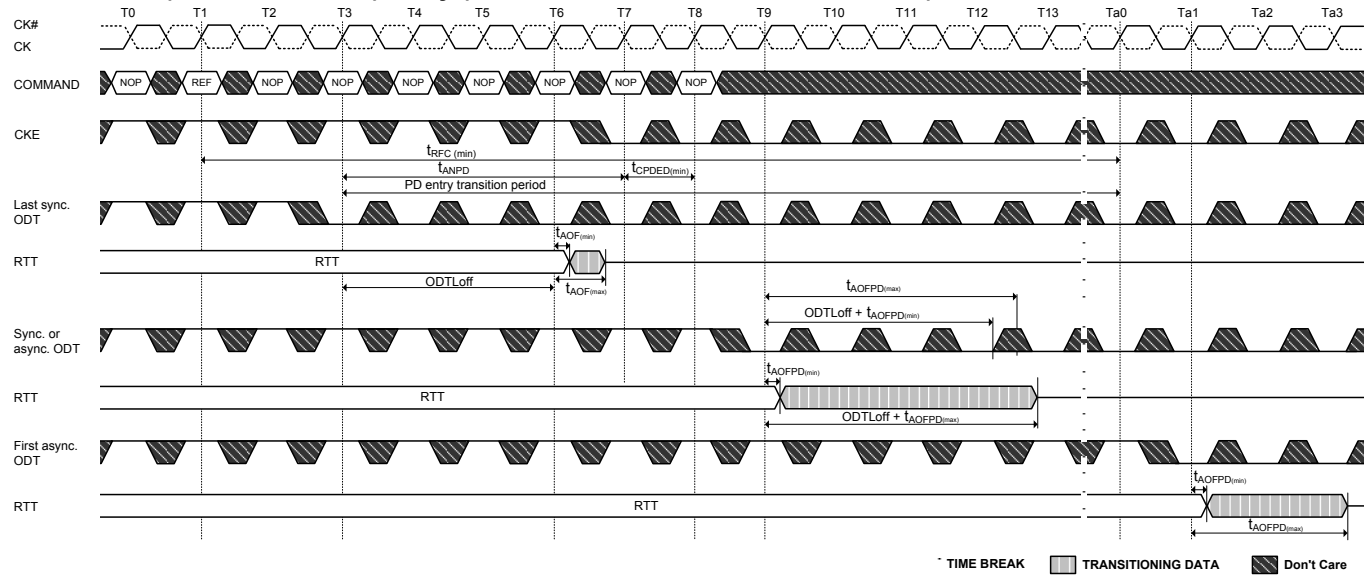 T0 T1 T2 T3 T4 T5 T6 T7 T8 T9 T10 T11 T12 T13 Ta0 Ta1 Ta2 Ta3
CK#
CK
COMMAND NOP REF NOP NOP NOP NOP NOP NOP NOP
CKE
tRFC (min)
tANPD tCPDED(min)
PD entry transition period
Last sync.
ODT
tAOF(min)
RTT RTT
ODTLoff tAOF(max)
tAOFPD(max)
ODTLoff + tAOFPD(min)
Sync. or
async. ODT
tAOFPD(min)
RTT RTT
ODTLoff + tAOFPD(max)
First async.
ODT
tAOFPD(min)
RTT RTT
tAOFPD(max)
TIME BREAK TRANSITIONING DATA Don't Care